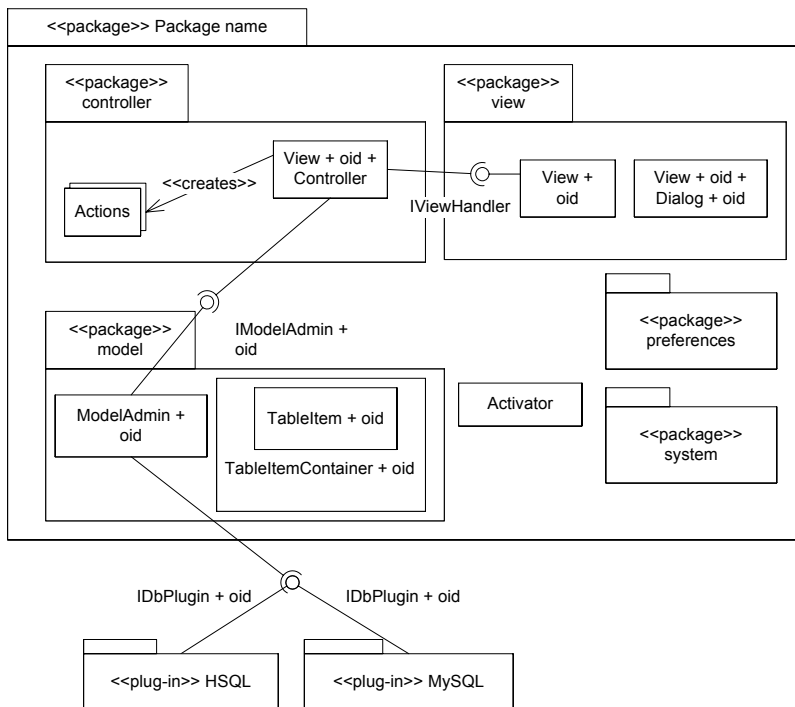 <<package>> Package name
<<package>>
controller
<<package>>
view
View + oid +
Controller
<<creates>>
Actions
IViewHandler
View +
oid
View + oid +
Dialog + oid
<<package>>
model
IModelAdmin +
oid
<<package>>
preferences
ModelAdmin +
oid
TableItem + oid
TableItemContainer + oid
Activator
<<package>>
system
IDbPlugin + oid
IDbPlugin + oid
<<plug-in>> HSQL
<<plug-in>> MySQL